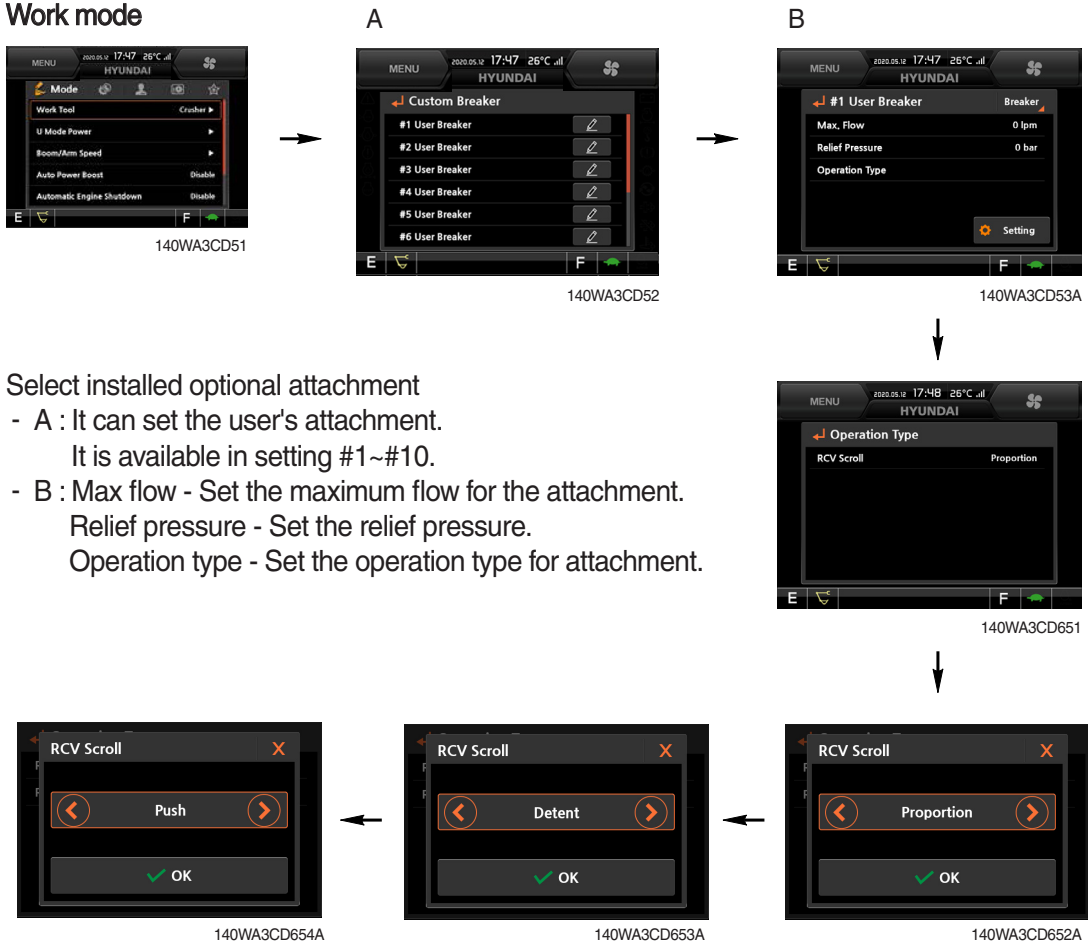 Work mode
A
B
MENU
2020.05.12 17:47 26°C
HYUNDAI
Mode
Work Tool Crusher
U Mode Power
Boom/Arm Speed
Auto Power Boost Disable
Automatic Engine Shutdown Disable
E F
140WA3CD51
MENU
2020.05.12 17:47 26°C
HYUNDAI
Custom Breaker
#1 User Breaker
#2 User Breaker
#3 User Breaker
#4 User Breaker
#5 User Breaker
#6 User Breaker
E F
140WA3CD52
MENU
2020.05.12 17:47 26°C
HYUNDAI
#1 User Breaker Breaker
Max, Flow 0 lpm
Relief Pressure 0 bar
Operation Type
Setting
E F
140WA3CD53A
Select installed optional attachment
- A : It can set the user's attachment.
It is available in setting #1~#10.
- B : Max flow - Set the maximum flow for the attachment.
Relief pressure - Set the relief pressure.
Operation type - Set the operation type for attachment.
MENU
2020.05.12 17:48 26°C
HYUNDAI
Operation Type
RCV Scroll Proportion
E F
140WA3CD651
RCV Scroll X
Push
OK
140WA3CD654A
RCV Scroll X
Detent
OK
140WA3CD653A
RCV Scroll X
Proportion
OK
140WA3CD652A